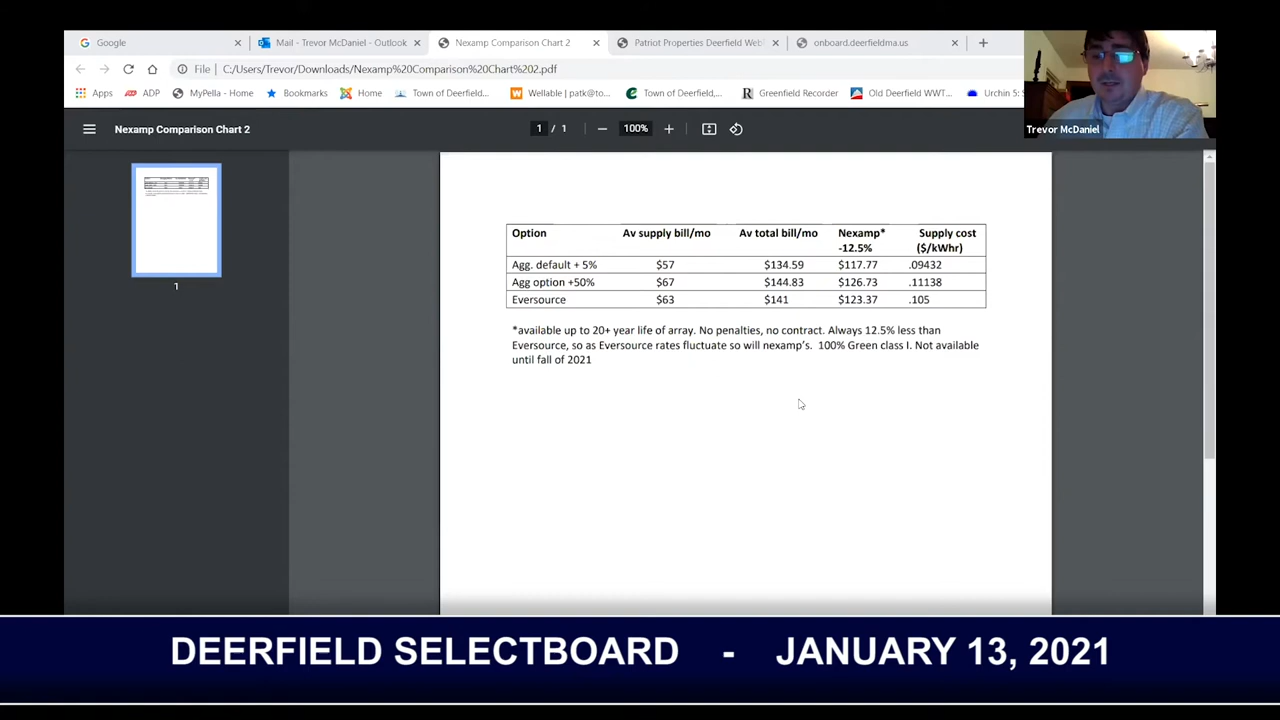 Google
Mail - Trevor McDaniel - Outlook
Nexamp Comparison Chart 2
Patriot Properties Deerfield Web
onboard.deerfieldma.us
File
C:/Users/Trevor/Downloads/Nexamp%20Comparison%20Chart%202.pdf
Apps
ADP
MyPella - Home
Bookmarks
Home
Town of Deerfield...
Wellable | patk@to...
Town of Deerfield,...
Greenfield Recorder
Old Deerfield WWT...
Urchin 5:
Trevor McDaniel
Nexamp Comparison Chart 2
1 / 1
100%
1
Option Av supply bill/mo Av total bill/mo Nexamp* Supply cost
-12.5% ($/kWhr)
Agg. default + 5% $57 $134.59 $117.77 .09432
Agg option +50% $67 $144.83 $126.73 .11138
Eversource $63 $141 $123.37 .105
*available up to 20+ year life of array. No penalties, no contract. Always 12.5% less than
Eversource, so as Eversource rates fluctuate so will nexamp's. 100% Green class I. Not available
until fall of 2021
DEERFIELD SELECTBOARD - JANUARY 13, 2021